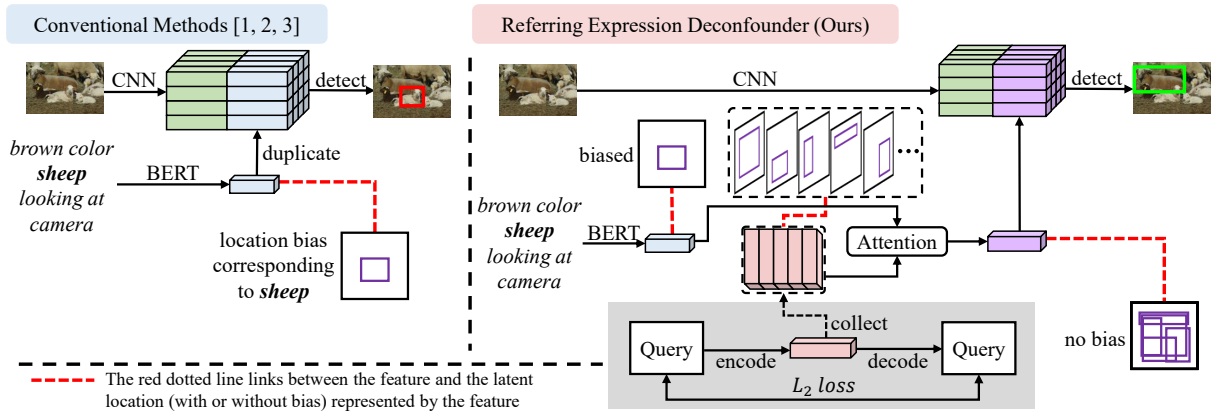 Conventional Methods [1, 2, 3]
CNN
detect
duplicate
brown color
sheep
looking at
camera
BERT
location bias
corresponding
to sheep
Referring Expression Deconfounder (Ours)
CNN
detect
biased
...
brown color
sheep
looking at
camera
BERT
Attention
collect
no bias
Query
encode
decode
Query
L₂ loss
The red dotted line links between the feature and the latent
location (with or without bias) represented by the feature